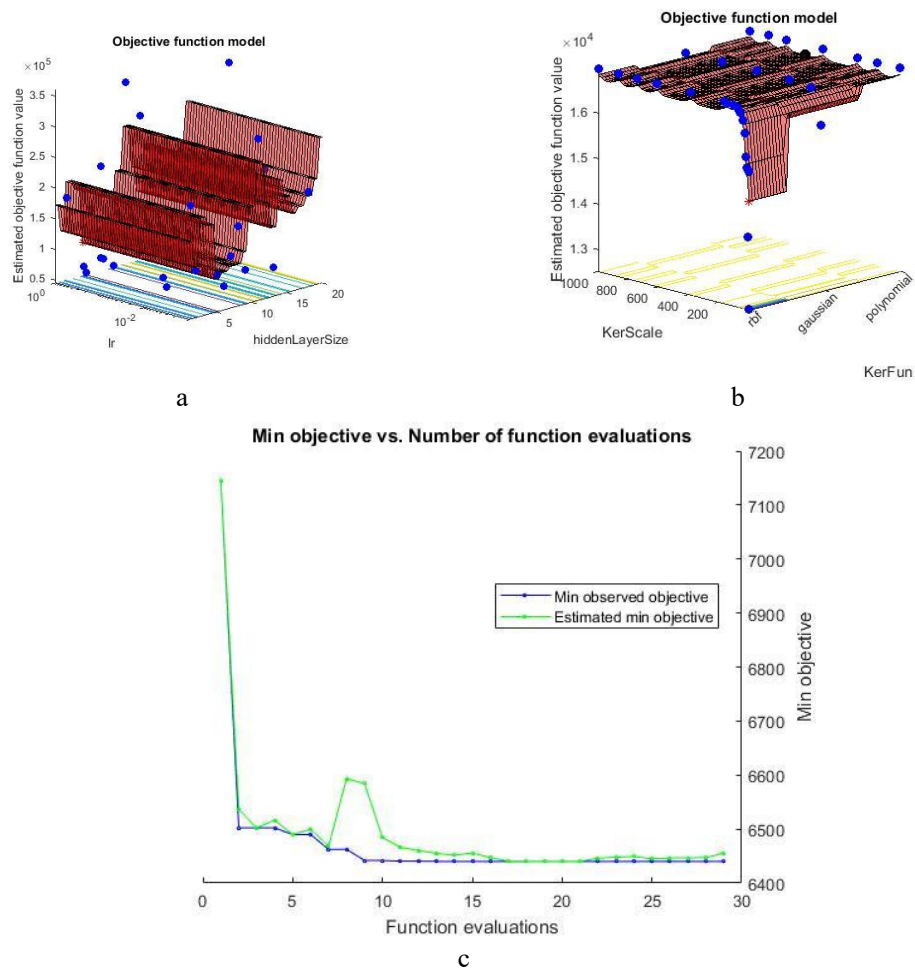 Objective function model
×10^5
Estimated objective function value
3.5
3
2.5
2
1.5
1
0.5
10^0
10^-2
lr
5
10
15
20
hiddenLayerSize
a
Objective function model
×10^4
Estimated objective function value
1.6
1.5
1.4
1.3
1000
800
600
400
200
KerScale
rbf
gaussian
polynomial
KerFun
b
Min objective vs. Number of function evaluations
7200
7100
7000
6900
6800
6700
6600
6500
6400
Min objective
Min observed objective
Estimated min objective
0 5 10 15 20 25 30
Function evaluations
c